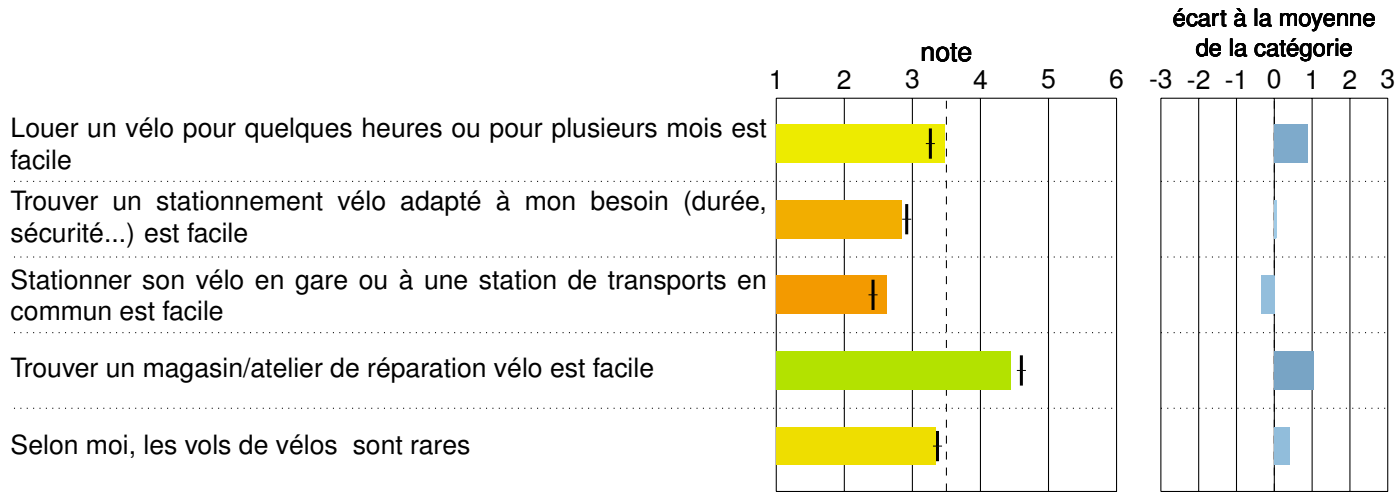 écart à la moyenne
note
de la catégorie
1 2 3 4 5 6 -3 -2 -1 0 1 2 3
Louer un vélo pour quelques heures ou pour plusieurs mois est
facile
Trouver un stationnement vélo adapté à mon besoin (durée,
sécurité...) est facile
Stationner son vélo en gare ou à une station de transports en
commun est facile
Trouver un magasin/atelier de réparation vélo est facile
Selon moi, les vols de vélos sont rares